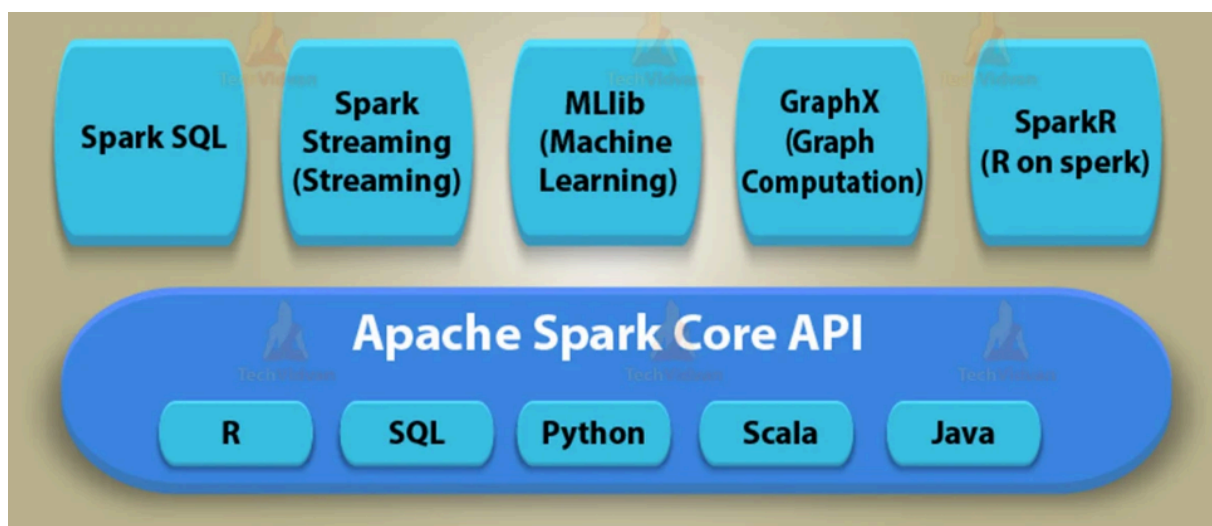 Spark SQL
Spark
Streaming
(Streaming)
MLlib
(Machine
Learning)
GraphX
(Graph
Computation)
SparkR
(R on sperk)
Apache Spark Core API
R
SQL
Python
Scala
Java